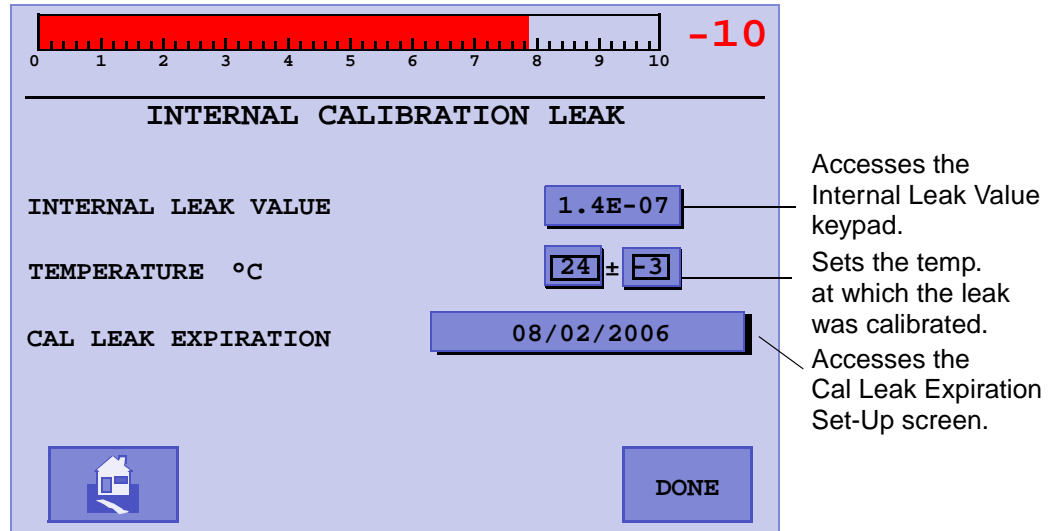 -10
0 1 2 3 4 5 6 7 8 9 10
INTERNAL CALIBRATION LEAK
INTERNAL LEAK VALUE 1.4E-07
Accesses the
Internal Leak Value
keypad.
TEMPERATURE °C 24 ± -3
Sets the temp.
at which the leak
was calibrated.
CAL LEAK EXPIRATION 08/02/2006
Accesses the
Cal Leak Expiration
Set-Up screen.
DONE